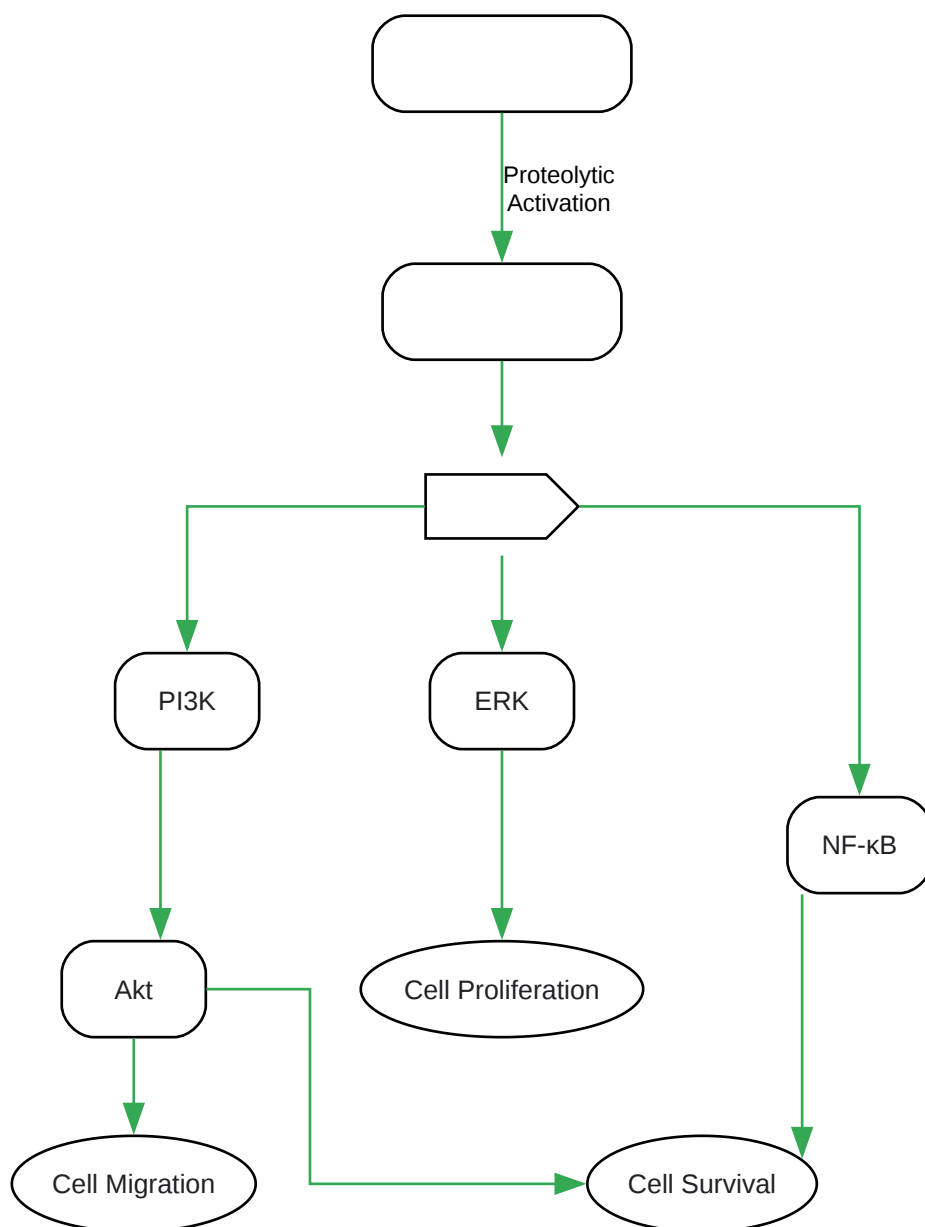 Proteolytic
Activation
PI3K
ERK
NF-κB
Akt
Cell Proliferation
Cell Migration
Cell Survival